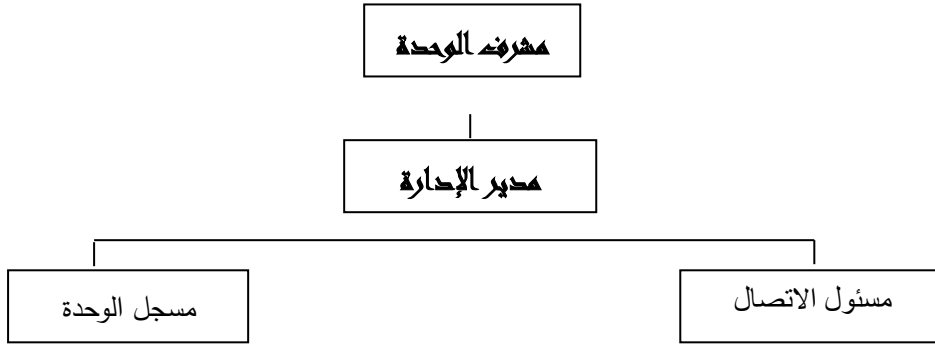 مشرف الوحدة
مدير الإدارة
مسئول الاتصال
مسجل الوحدة